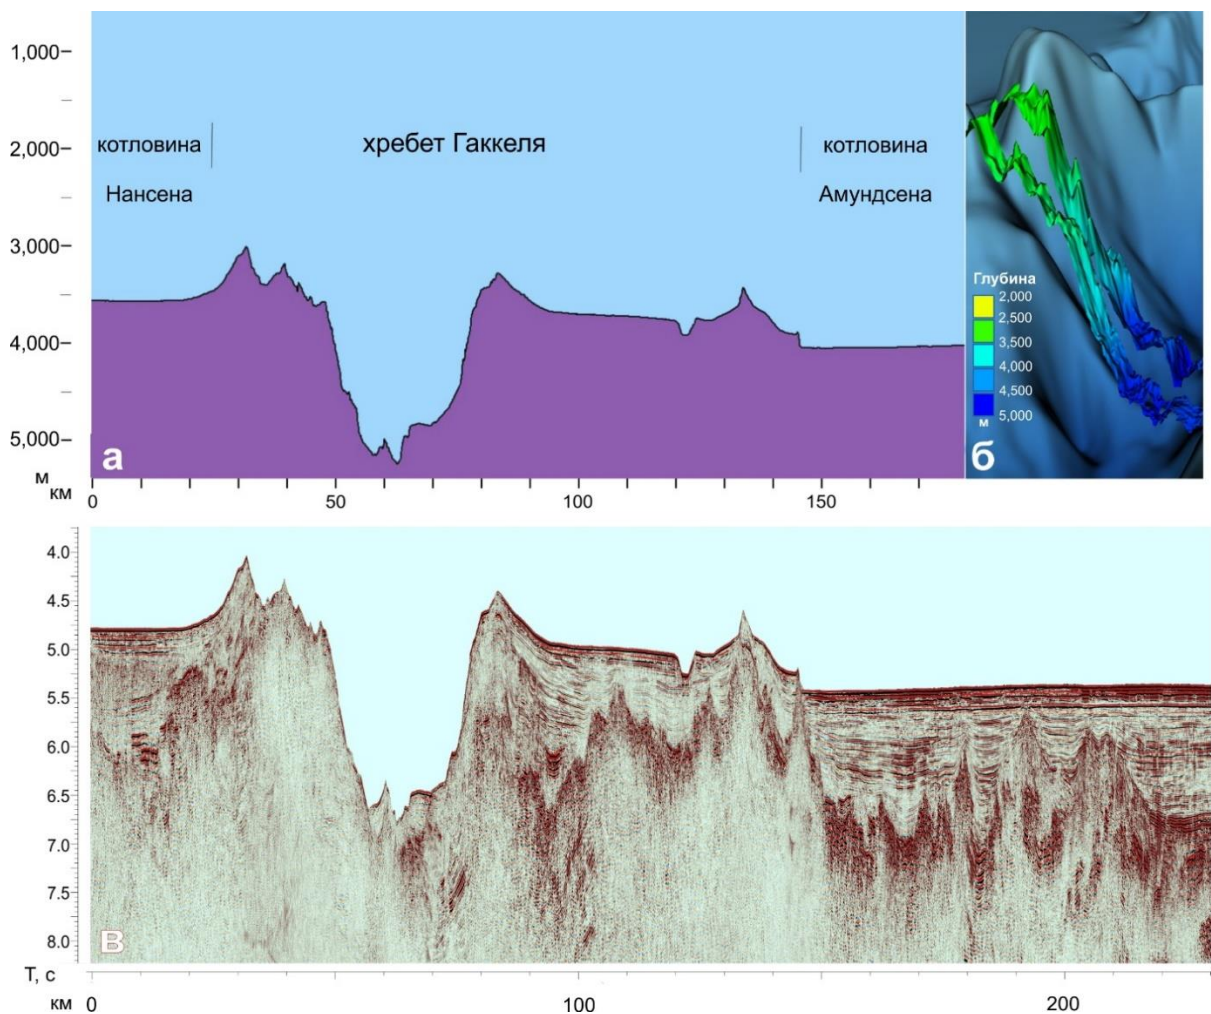 1,000
2,000
3,000
4,000
5,000
м
км
котловина
Нансена
хребет Гаккеля
котловина
Амундсена
а
0
50
100
150
Глубина
2,000
2,500
3,500
4,000
4,500
5,000
м
б
4.0
4.5
5.0
5.5
6.0
6.5
7.0
7.5
8.0
в
Т, с
км
0
100
200